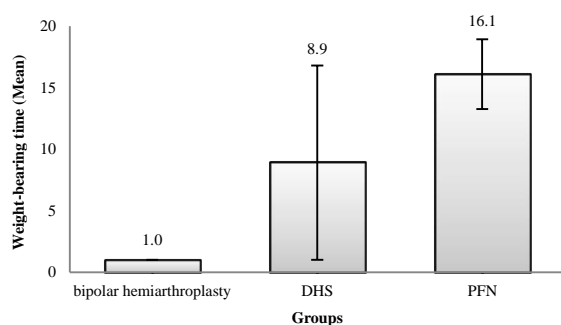 Weight-bearing time (Mean)
20
15
10
5
0
1.0
8.9
16.1
bipolar hemiarthroplasty
DHS
PFN
Groups